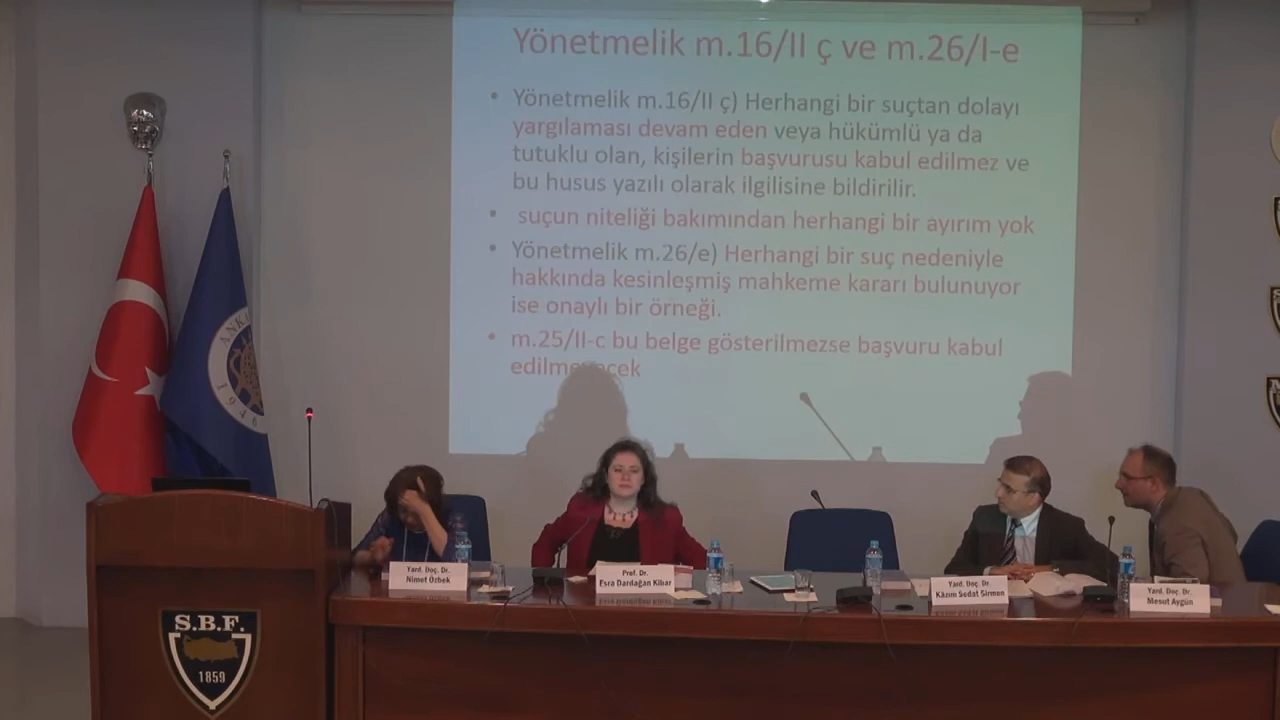 Yönetmelik m.16/II ç ve m.26/I-e
• Yönetmelik m.16/II ç) Herhangi bir suçtan dolayı
yargılaması devam eden veya hükümlü ya da
tutuklu olan, kişilerin başvurusu kabul edilmez ve
bu husus yazılı olarak ilgilisine bildirilir.
• suçun niteliği bakımından herhangi bir ayırım yok
• Yönetmelik m.26/e) Herhangi bir suç nedeniyle
hakkında kesinleşmiş mahkeme kararı bulunuyor
ise onaylı bir örneği.
• m.25/II-c bu belge gösterilmezse başvuru kabul
1946
Yard. Doç. Dr.
Nimet Özbek
Prof. Dr.
Esra Dardağan Kibar
Yard. Doç. Dr.
Kâzım Sedat Sirmen
Yard. Doç. Dr.
Mesut Aygün
S.B.F.
1859